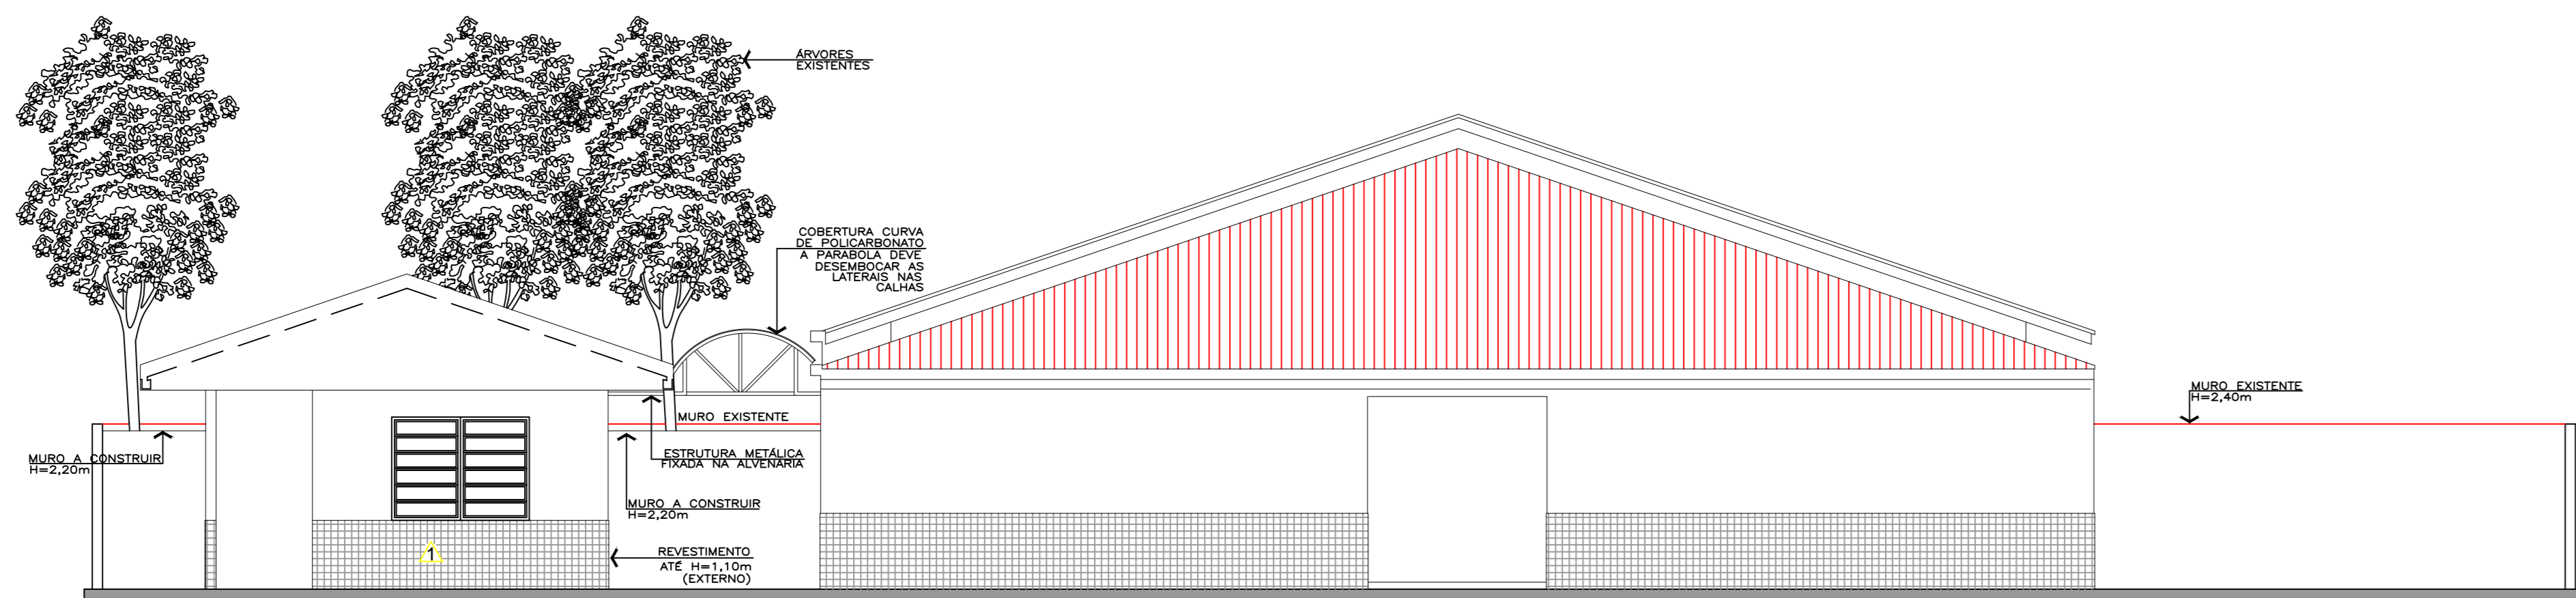 ÁRVORES
EXISTENTES
COBERTURA CURVA
DE POLICARBONATO
A PARABOLA DEVE
DESEMBOCAR AS
LATERAIS NAS
CALHAS
MURO EXISTENTE
H=2,40m
MURO EXISTENTE
MURO A CONSTRUIR
H=2,20m
ESTRUTURA METÁLICA
FIXADA NA ALVENARIA
MURO A CONSTRUIR
H=2,20m
1
REVESTIMENTO
ATÉ H=1,10m
(EXTERNO)